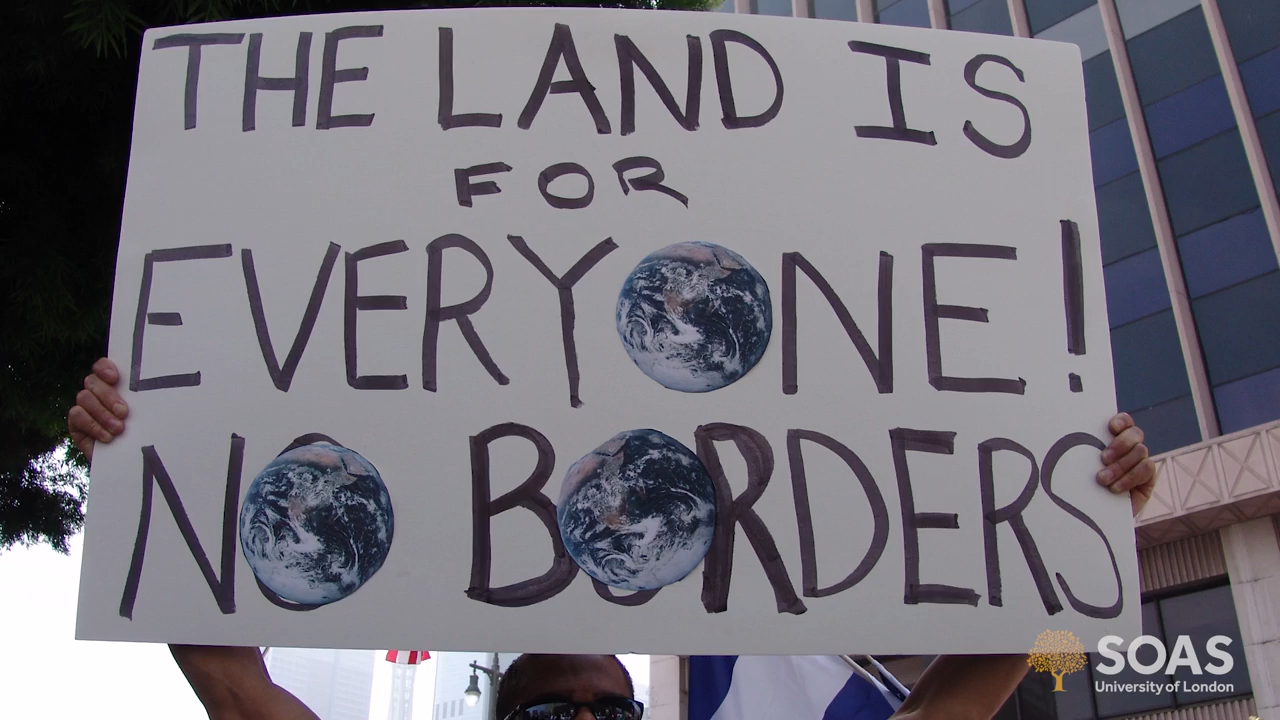 THE LAND IS
FOR
EVERYONE!
NO BORDERS
SOAS
University of London